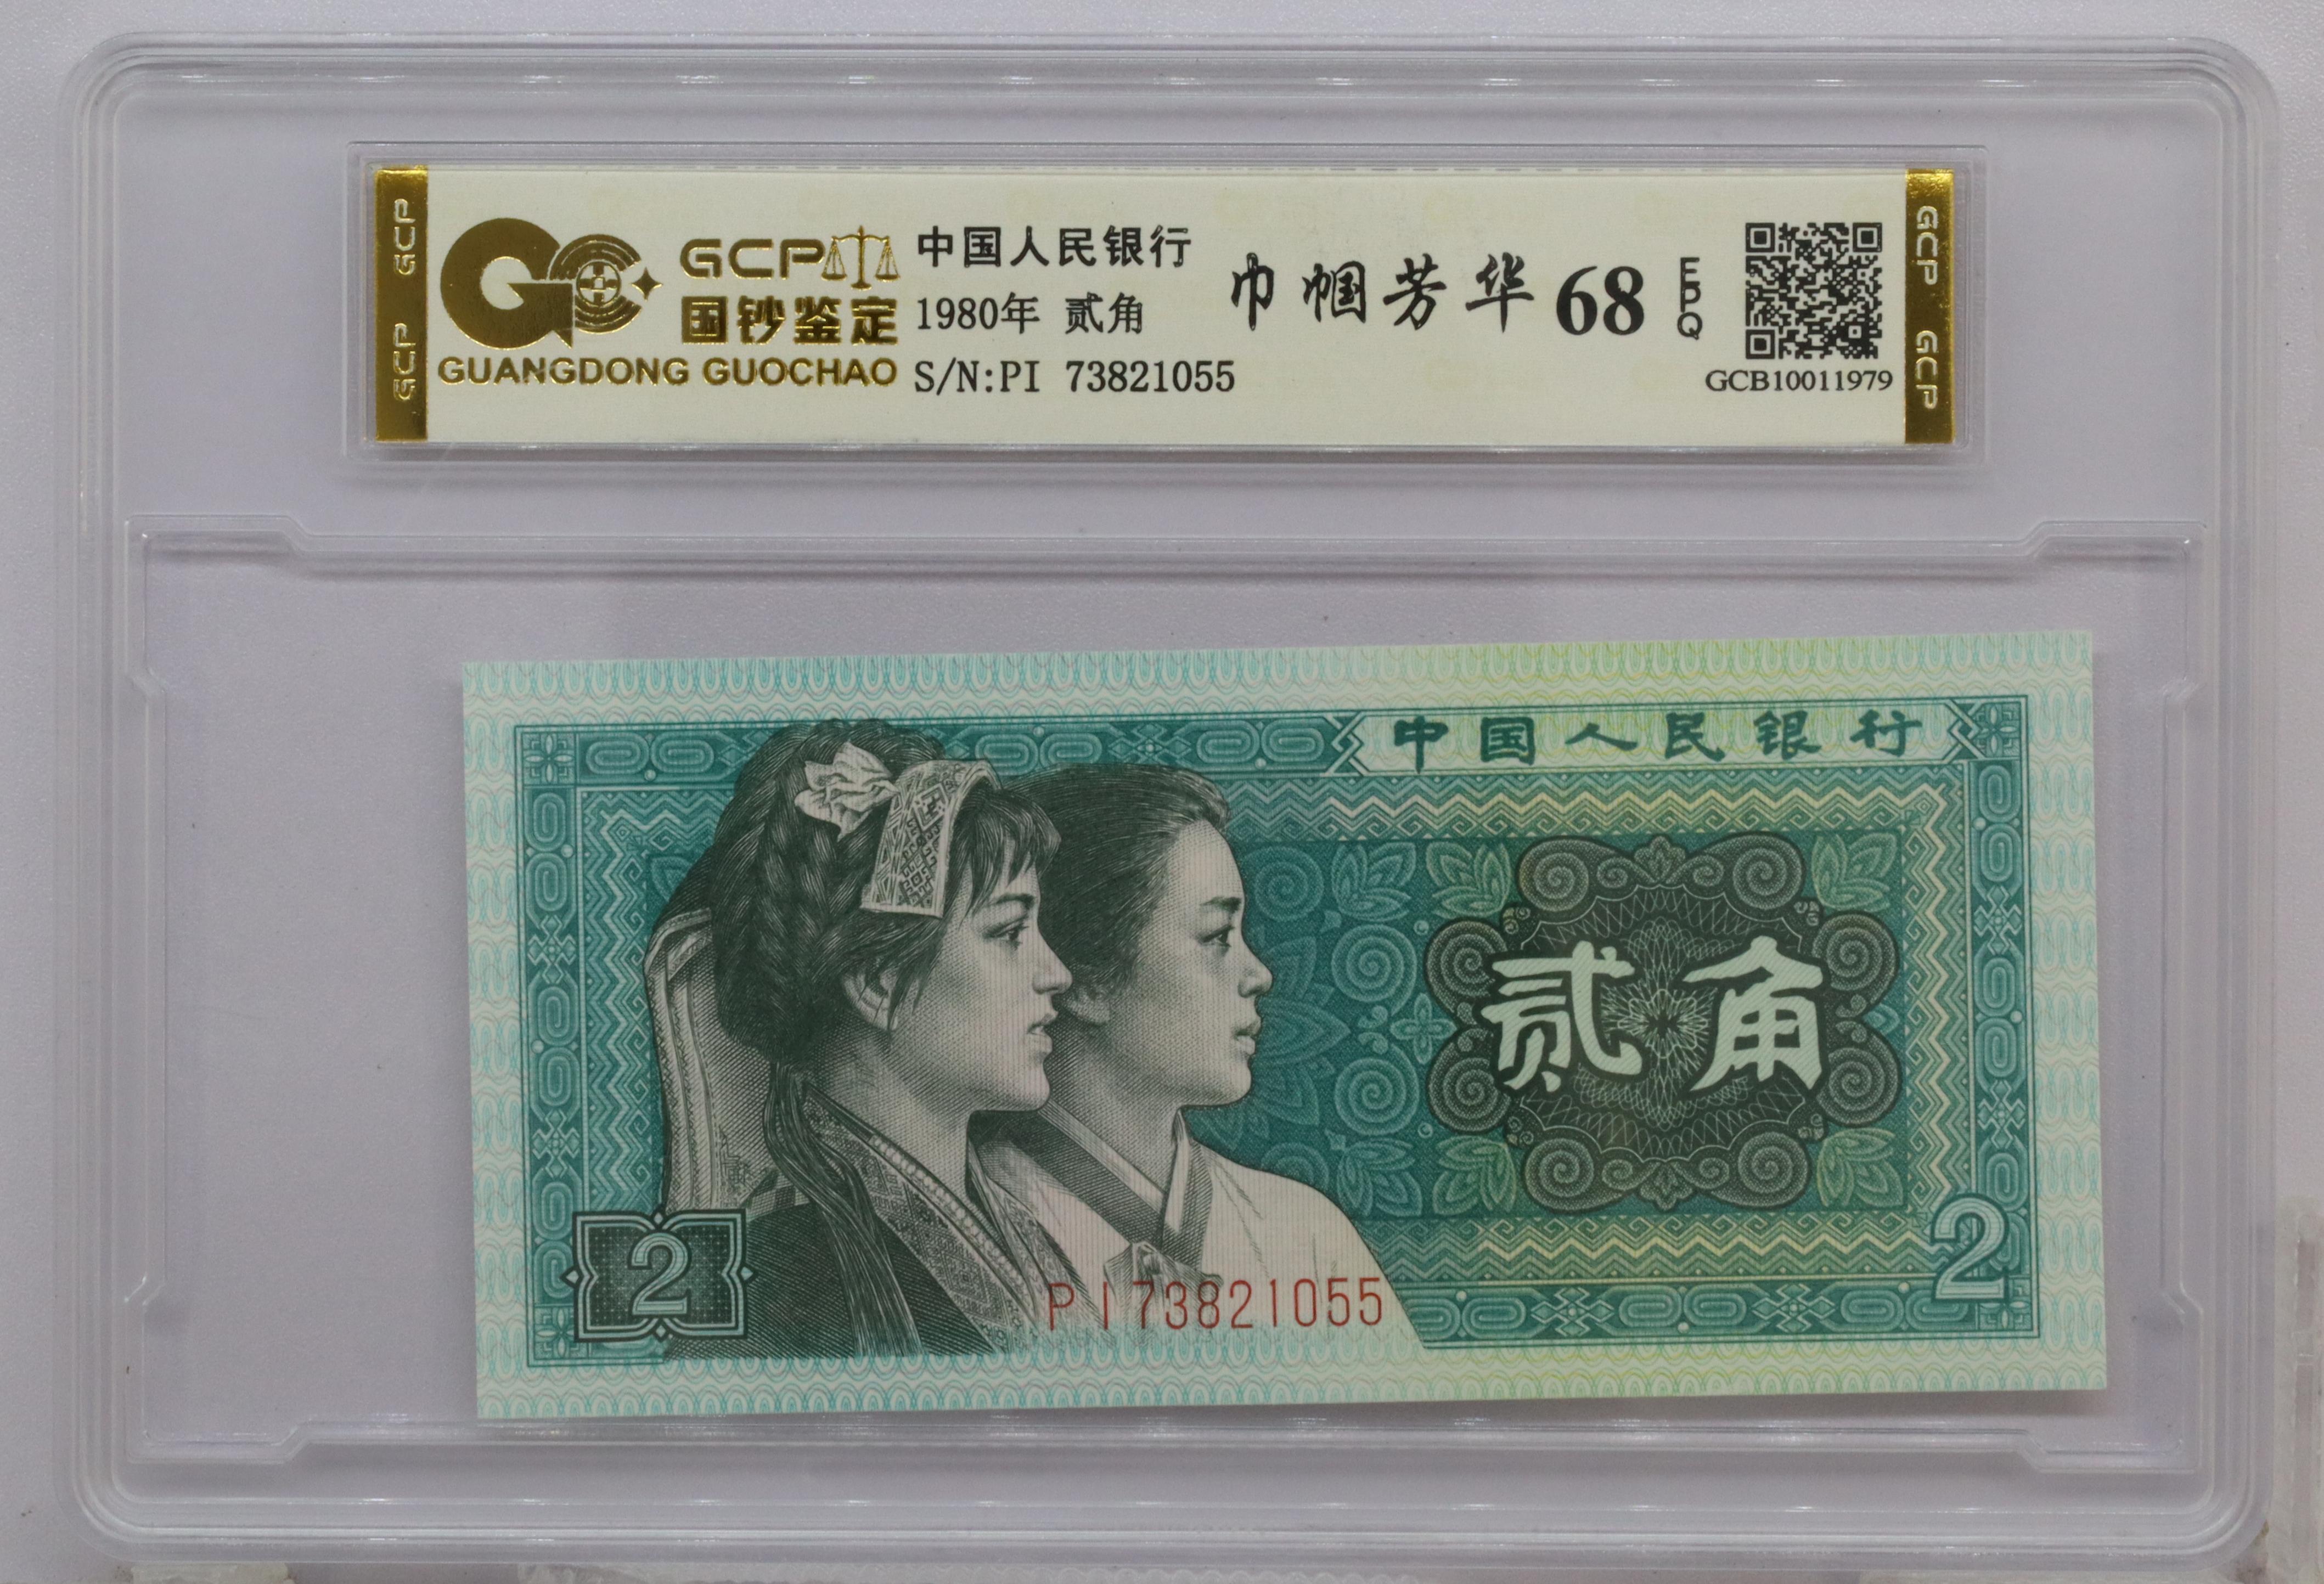 GCP GCP
GCP
国钞鉴定
GUANGDONG GUOCHAO
中国人民银行
1980年 贰角
S/N:PI 73821055
巾帼芳华
68
EPQ
GCB10011979
GCP GCP
中国人民银行
贰角
2
PI73821055
2